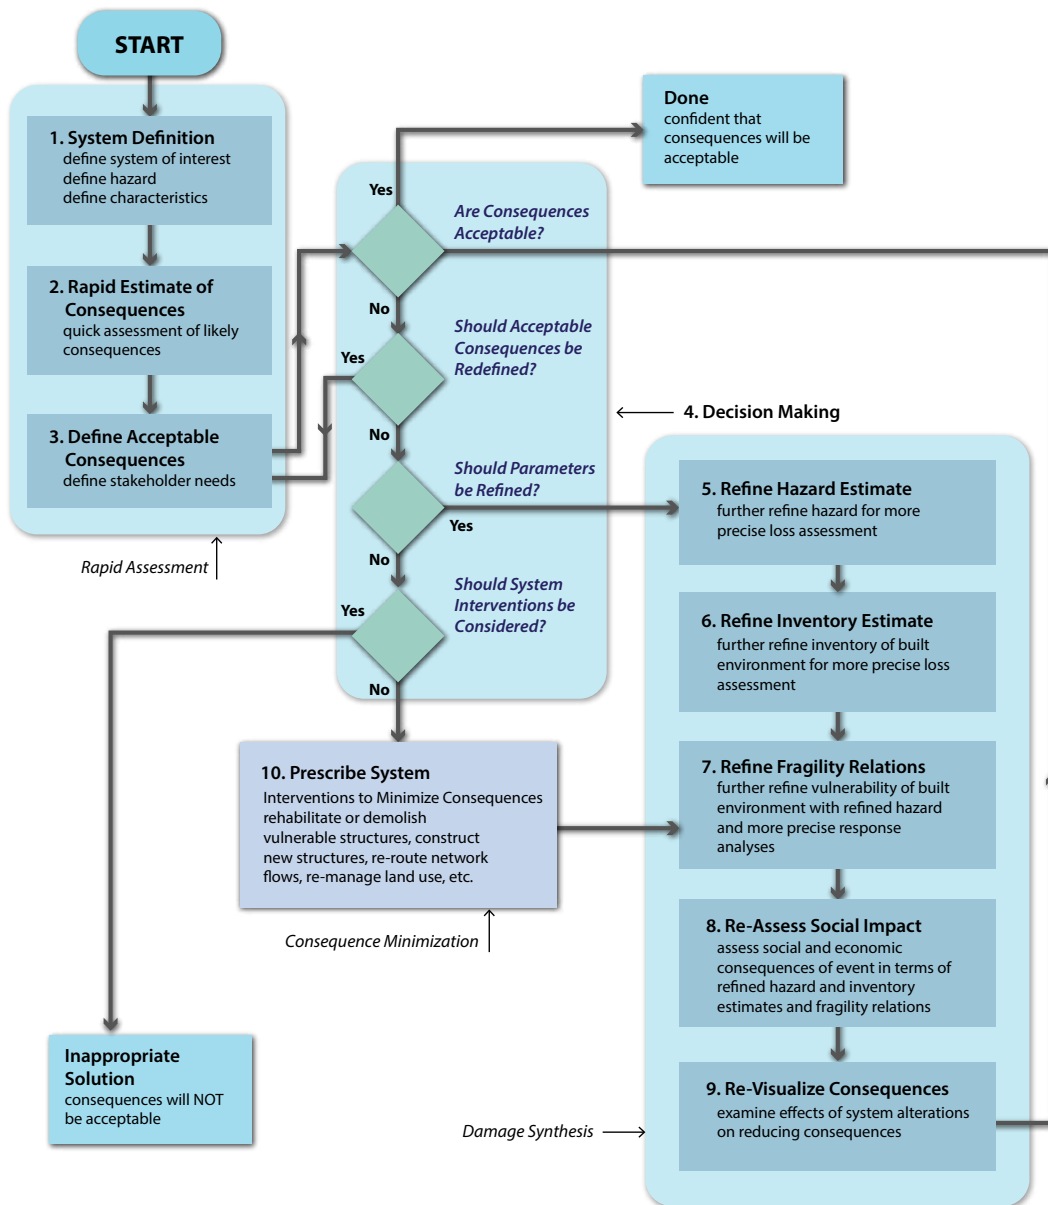 START
1. System Definition
define system of interest
define hazard
define characteristics
2. Rapid Estimate of
Consequences
quick assessment of likely
consequences
3. Define Acceptable
Consequences
define stakeholder needs
Rapid Assessment
Done
confident that
consequences will be
acceptable
Yes
Are Consequences
Acceptable?
No
Should Acceptable
Consequences be
Redefined?
Yes
No
Should Parameters
be Refined?
Yes
No
Should System
Interventions be
Considered?
Yes
No
4. Decision Making
5. Refine Hazard Estimate
further refine hazard for more
precise loss assessment
6. Refine Inventory Estimate
further refine inventory of built
environment for more precise loss
assessment
7. Refine Fragility Relations
further refine vulnerability of built
environment with refined hazard
and more precise response
analyses
8. Re-Assess Social Impact
assess social and economic
consequences of event in terms of
refined hazard and inventory
estimates and fragility relations
9. Re-Visualize Consequences
examine effects of system alterations
on reducing consequences
Damage Synthesis
10. Prescribe System
Interventions to Minimize Consequences
rehabilitate or demolish
vulnerable structures, construct
new structures, re-route network
flows, re-manage land use, etc.
Consequence Minimization
Inappropriate
Solution
consequences will NOT
be acceptable